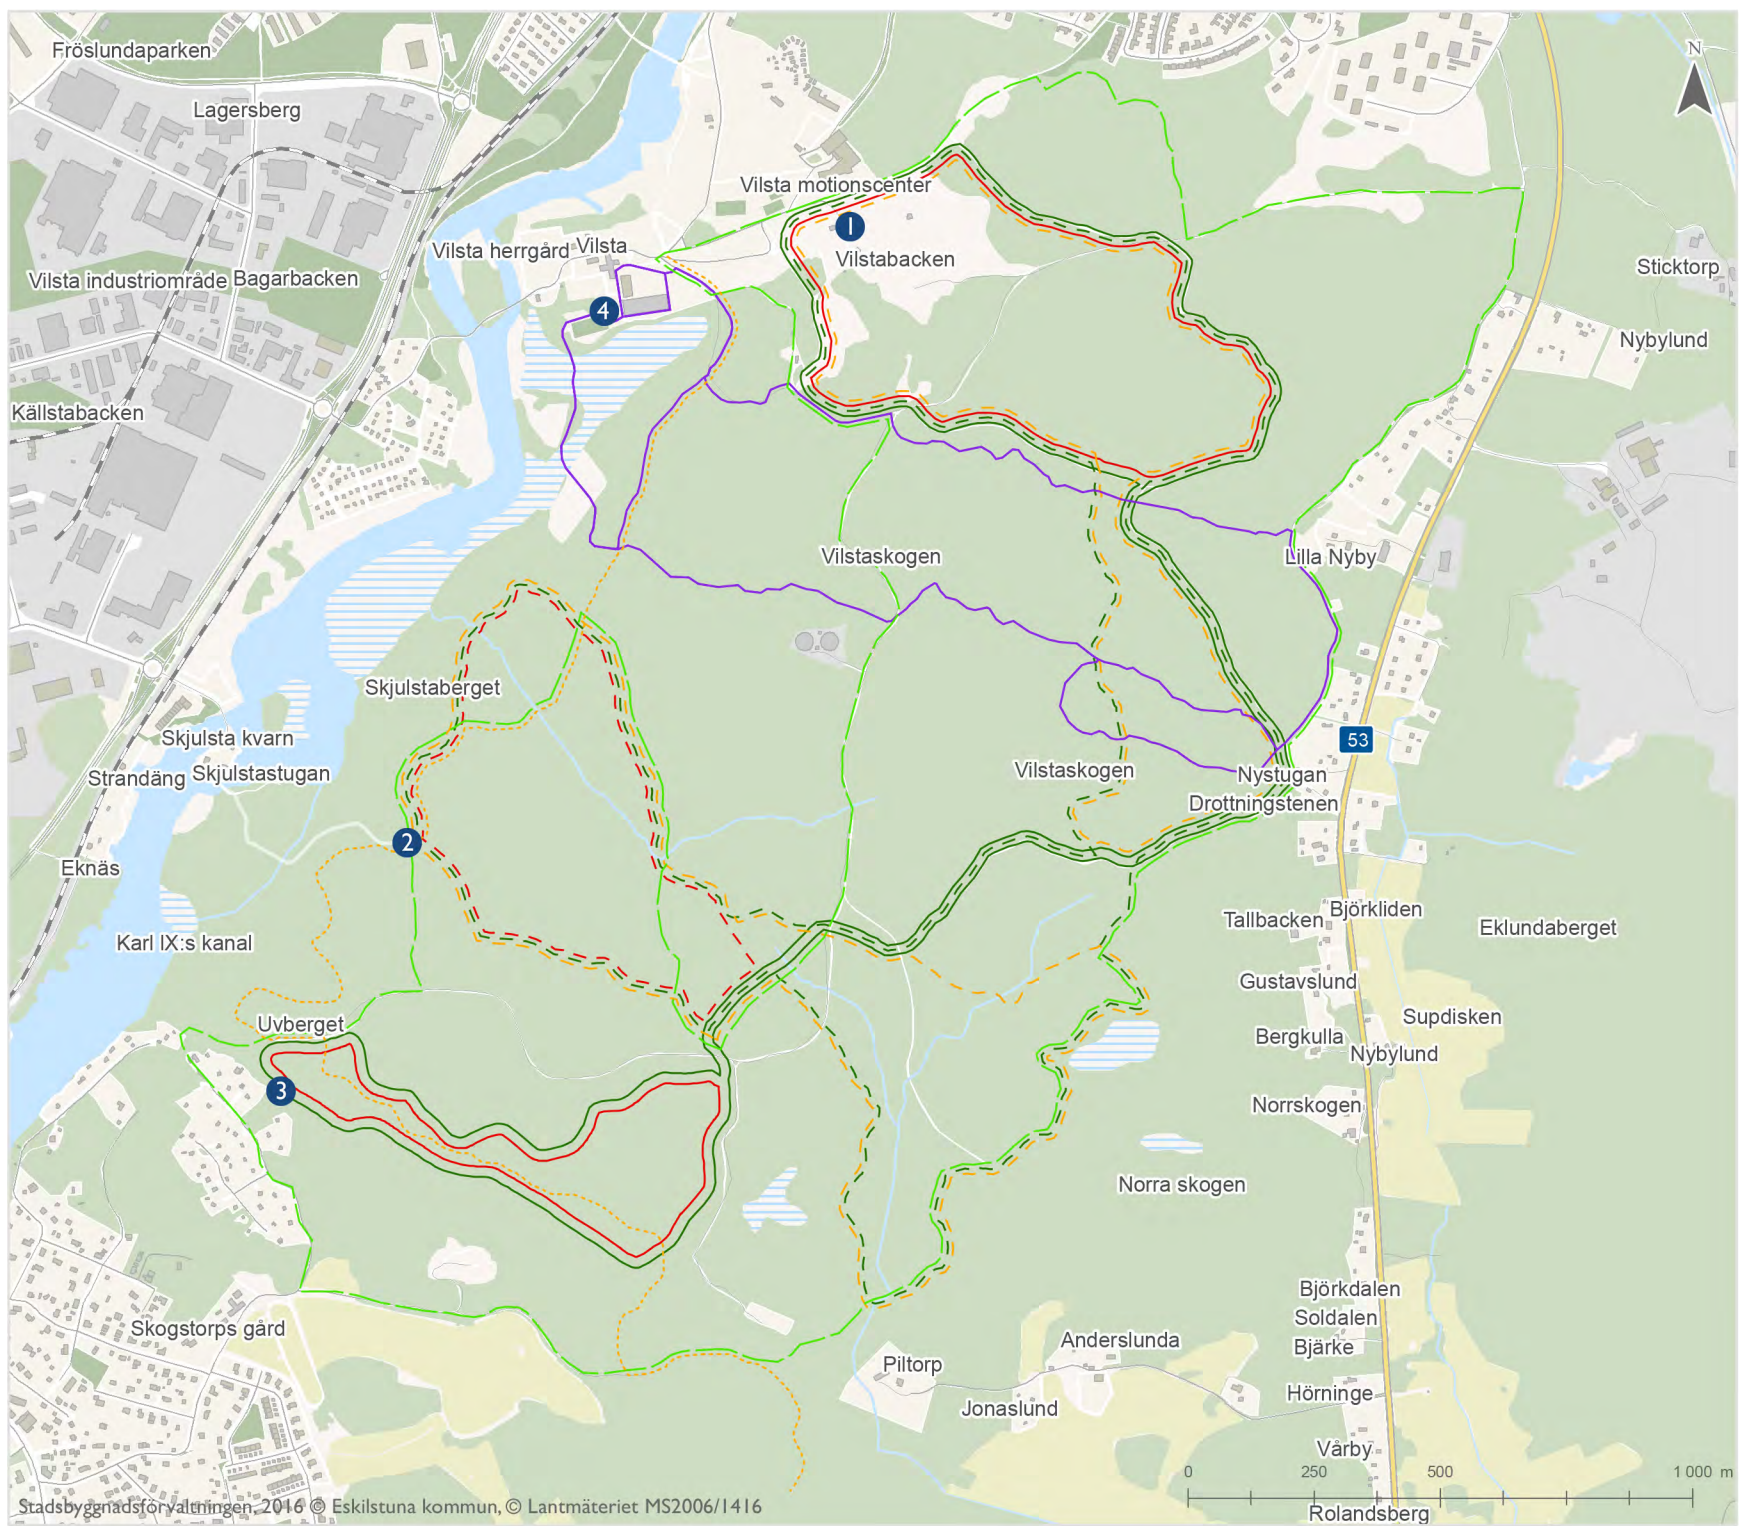 Fröslundaparken
N
Lagersberg
Vilsta motionscenter
1
Vilsta herrgård
Vilsta
Vilstabacken
Sticktorp
Vilsta industriområde
Bagarbacken
4
Nybylund
Källstabacken
Vilstaskogen
Lilla Nyby
Skjulstaberget
Skjulsta kvarn
53
Strandäng
Skjulstastugan
Vilstaskogen
Nystugan
Drottningstenen
2
Eknäs
Tallbacken
Björkliden
Eklundaberget
Karl IX:s kanal
Gustavslund
Uvberget
Supdisken
Bergkulla
Nybylund
3
Norrskogen
Norra skogen
Björkdalen
Soldalen
Skogstorps gård
Anderslunda
Bjärke
Piltorp
Hörninge
Jonaslund
Vårby
0 250 500 1 000 m
Stadsbyggnadsförvaltningen, 2016 © Eskilstuna kommun, © Lantmäteriet MS2006/1416
Rolandsberg